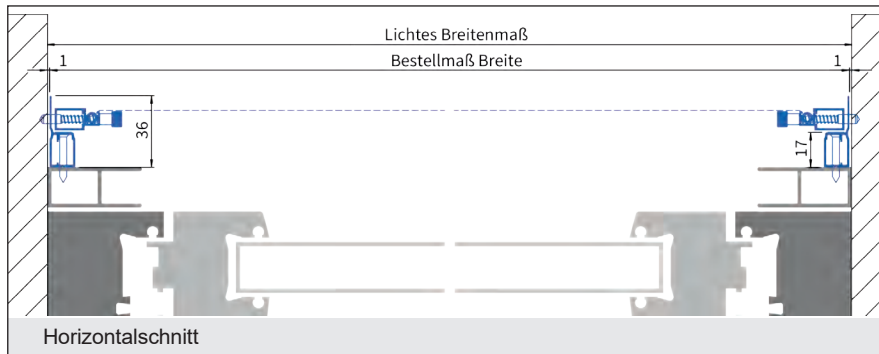 Lichtes Breitenmaß
1 Bestellmaß Breite 1
36
17
Horizontalschnitt